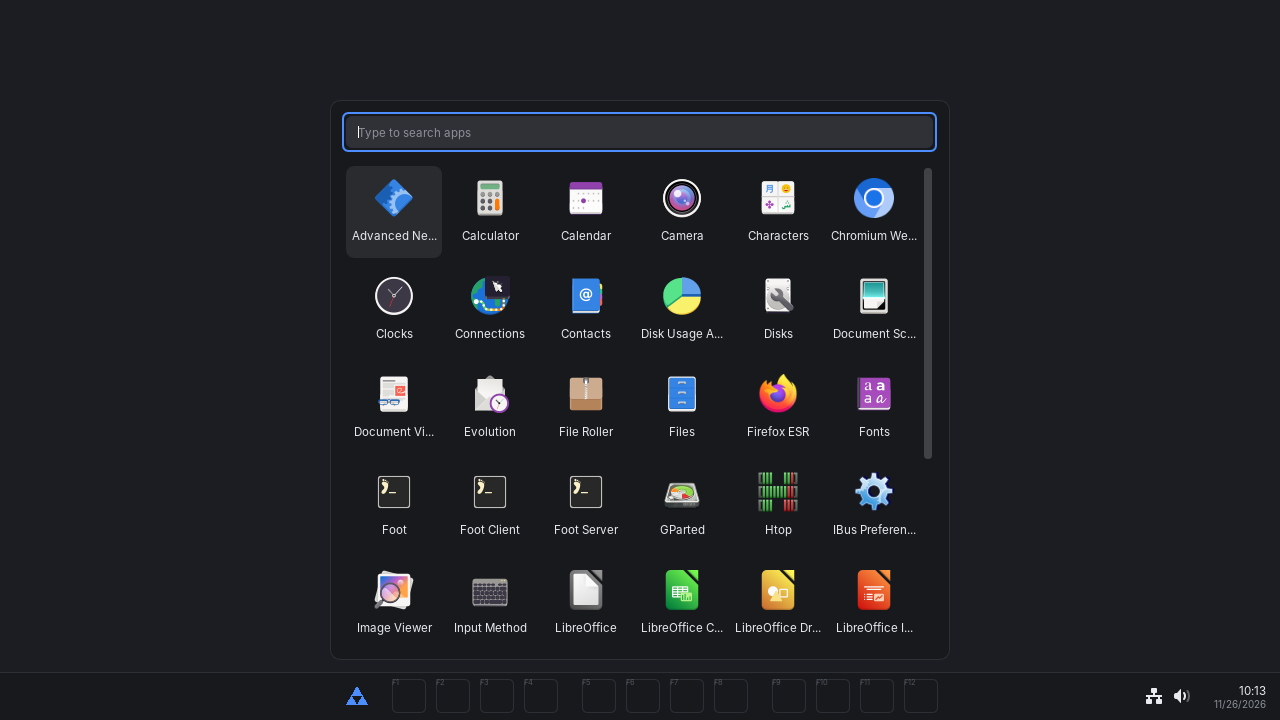 Type to search apps
Advanced Ne...
Calculator
Calendar
Camera
Characters
Chromium We...
Clocks
Connections
Contacts
Disk Usage A...
Disks
Document Sc...
Document Vi...
Evolution
File Roller
Files
Firefox ESR
Fonts
Foot
Foot Client
Foot Server
GParted
Htop
IBus Preferen...
Image Viewer
Input Method
LibreOffice
LibreOffice C...
LibreOffice Dr...
LibreOffice I...
F1
F2
F3
F4
F5
F6
F7
F8
F9
F10
F11
F12
10:13
11/26/2026